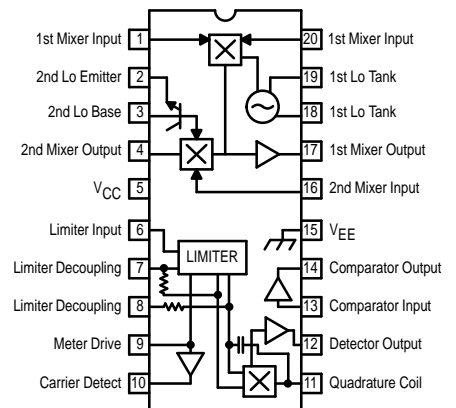 1st Mixer Input 1 20 1st Mixer Input
2nd Lo Emitter 2 19 1st Lo Tank
2nd Lo Base 3 18 1st Lo Tank
2nd Mixer Output 4 17 1st Mixer Output
VCC 5 16 2nd Mixer Input
Limiter Input 6 15 VEE
LIMITER
Limiter Decoupling 7 14 Comparator Output
Limiter Decoupling 8 13 Comparator Input
Meter Drive 9 12 Detector Output
Carrier Detect 10 11 Quadrature Coil